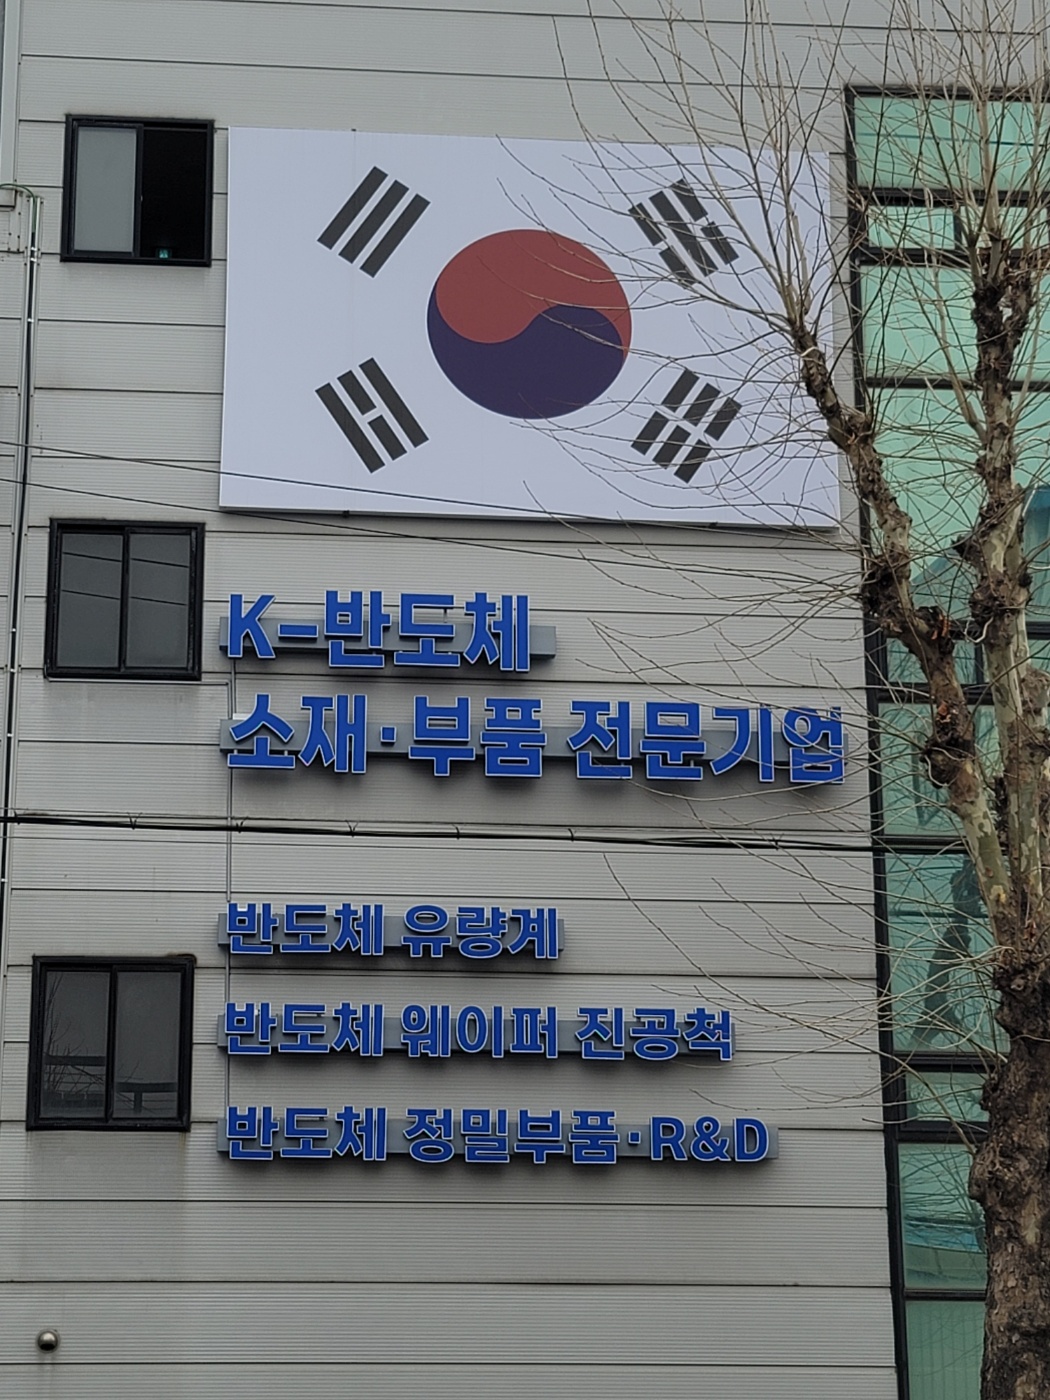 K-반도체
소재·부품 전문기업
반도체 유량계
반도체 웨이퍼 진공척
반도체 정밀부품·R&D